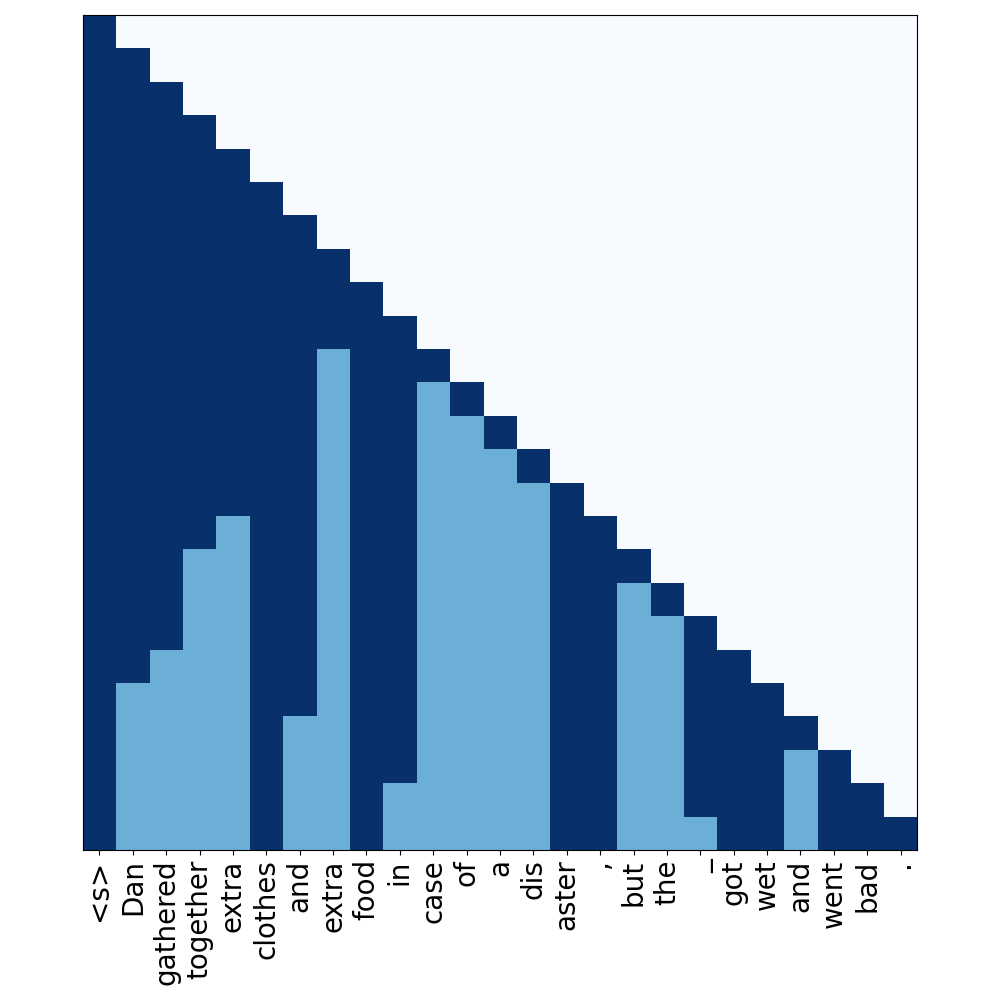 <s> Dan gathered together extra clothes and extra food in case of a dis aster , but the _ got wet and went bad .